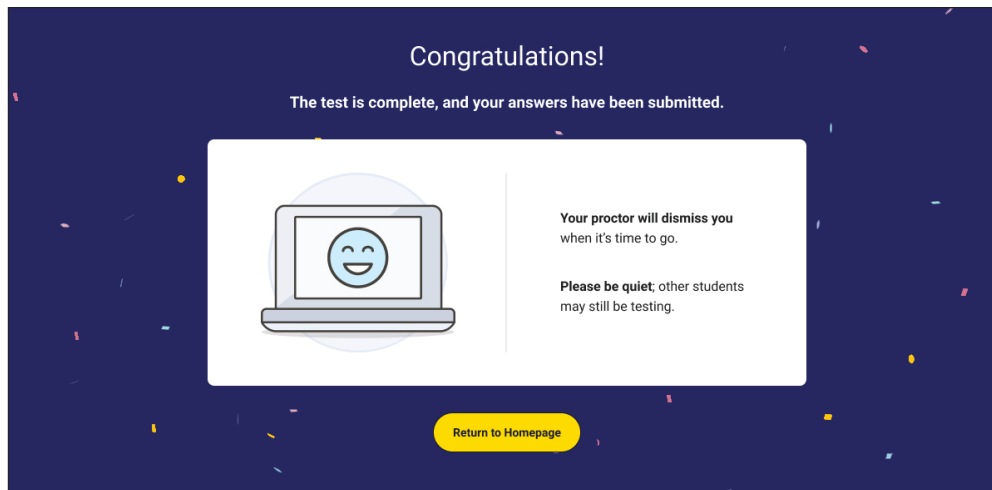 Congratulations!
The test is complete, and your answers have been submitted.
Your proctor will dismiss you
when it's time to go.
Please be quiet; other students
may still be testing.
Return to Homepage